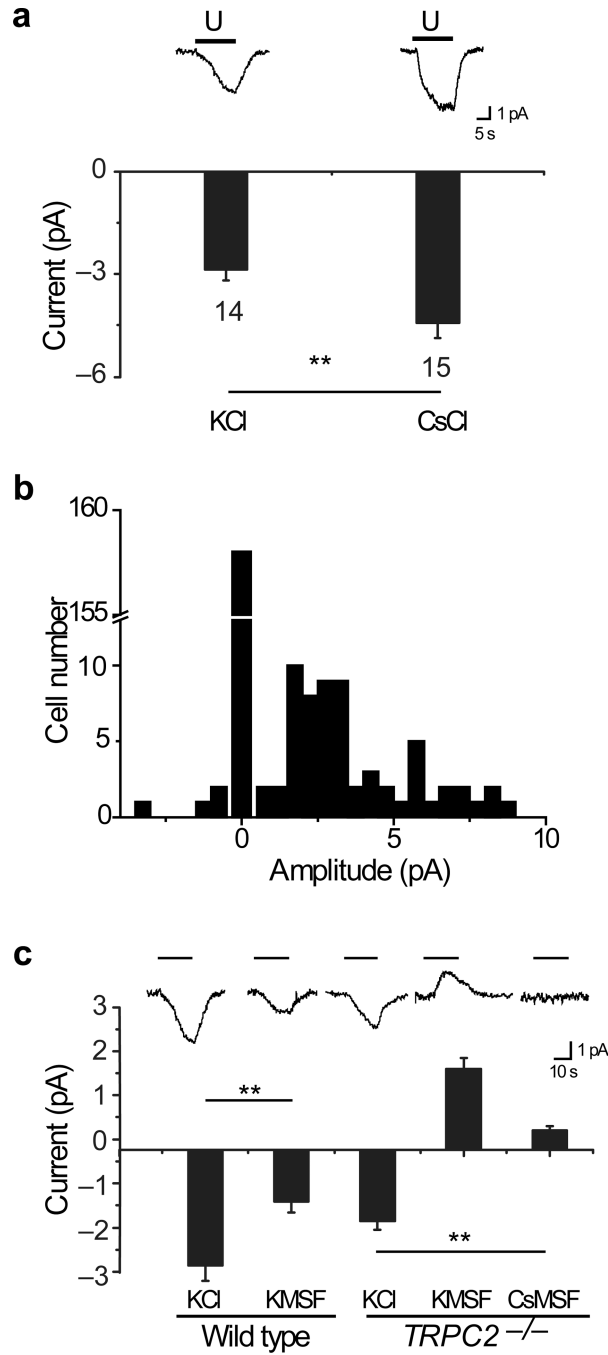 a
U U
1 pA
5 s
0
–3
–6
Current (pA)
14
15
**
KCl CsCl
b
160
155
10
5
0
Cell number
0 5 10
Amplitude (pA)
c
3
2
1
0
–1
–2
–3
Current (pA)
1 pA
10 s
**
**
KCl KMSF KCl KMSF CsMSF
Wild type TRPC2 –/–